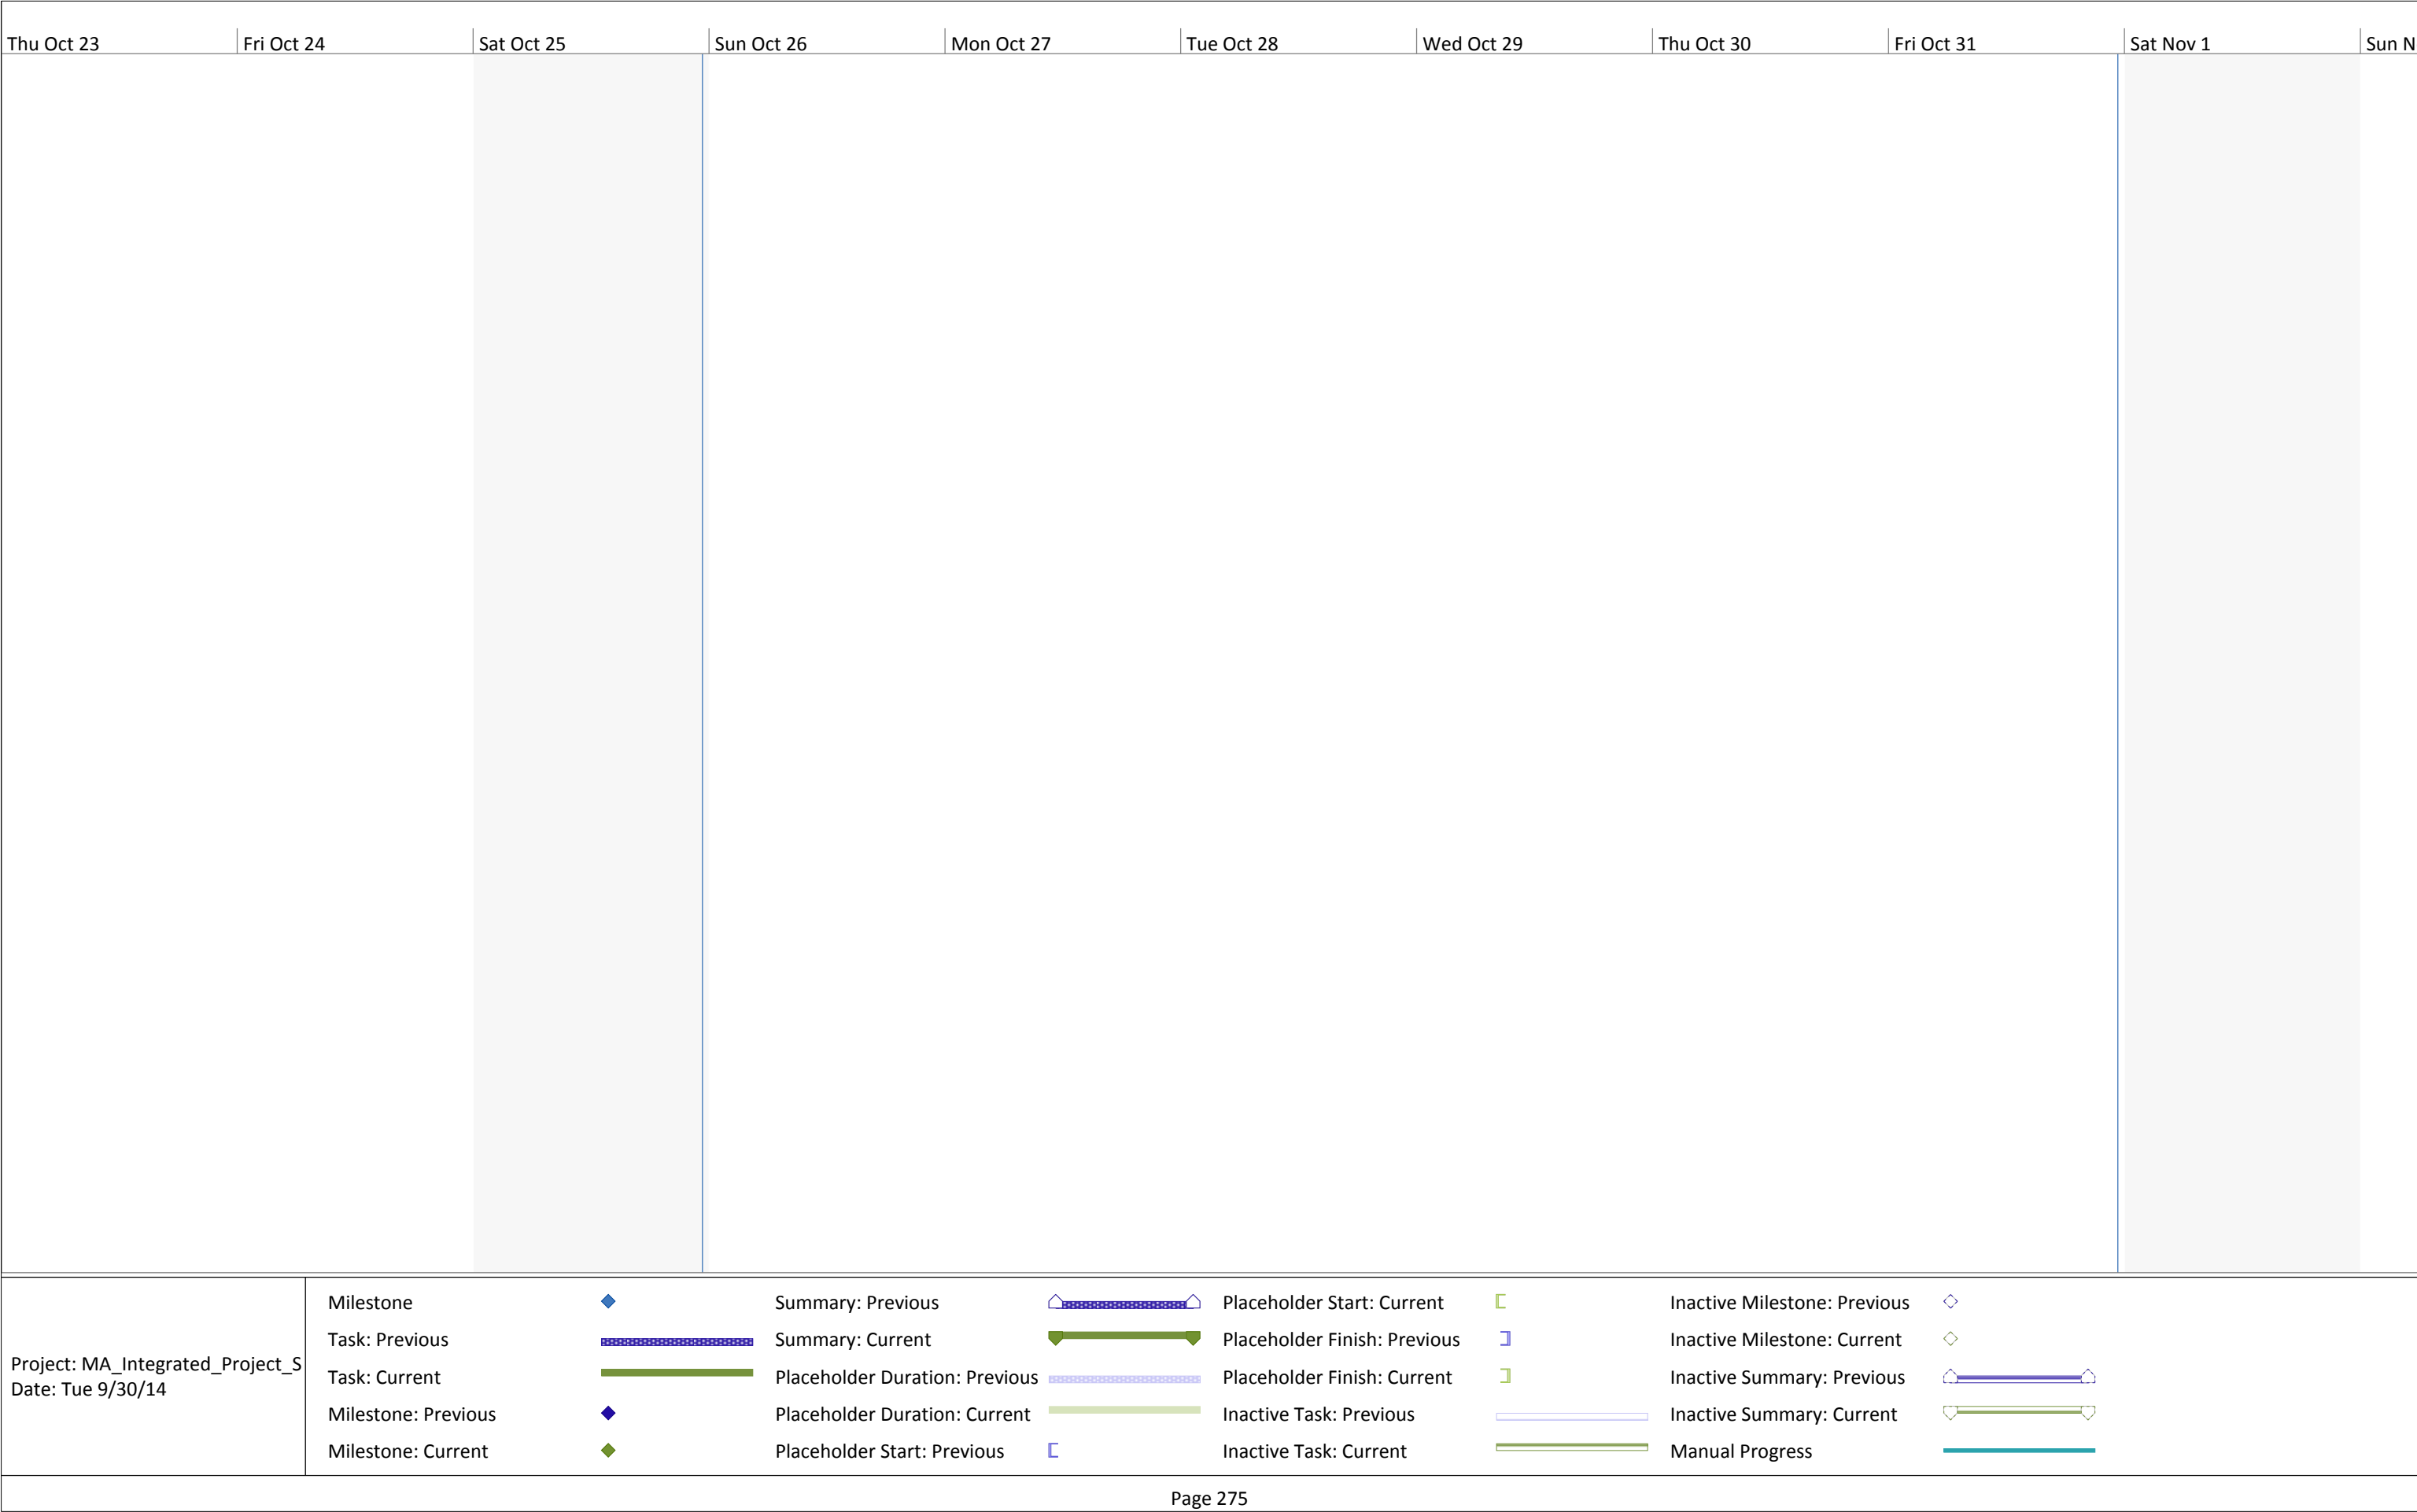 Thu Oct 23 Fri Oct 24 Sat Oct 25 Sun Oct 26 Mon Oct 27 Tue Oct 28 Wed Oct 29 Thu Oct 30 Fri Oct 31 Sat Nov 1 Sun N
Project: MA_Integrated_Project_S
Date: Tue 9/30/14
Milestone
Task: Previous
Task: Current
Milestone: Previous
Milestone: Current
Summary: Previous
Summary: Current
Placeholder Duration: Previous
Placeholder Duration: Current
Placeholder Start: Previous
Placeholder Start: Current
Placeholder Finish: Previous
Placeholder Finish: Current
Inactive Task: Previous
Inactive Task: Current
Inactive Milestone: Previous
Inactive Milestone: Current
Inactive Summary: Previous
Inactive Summary: Current
Manual Progress
Page 275